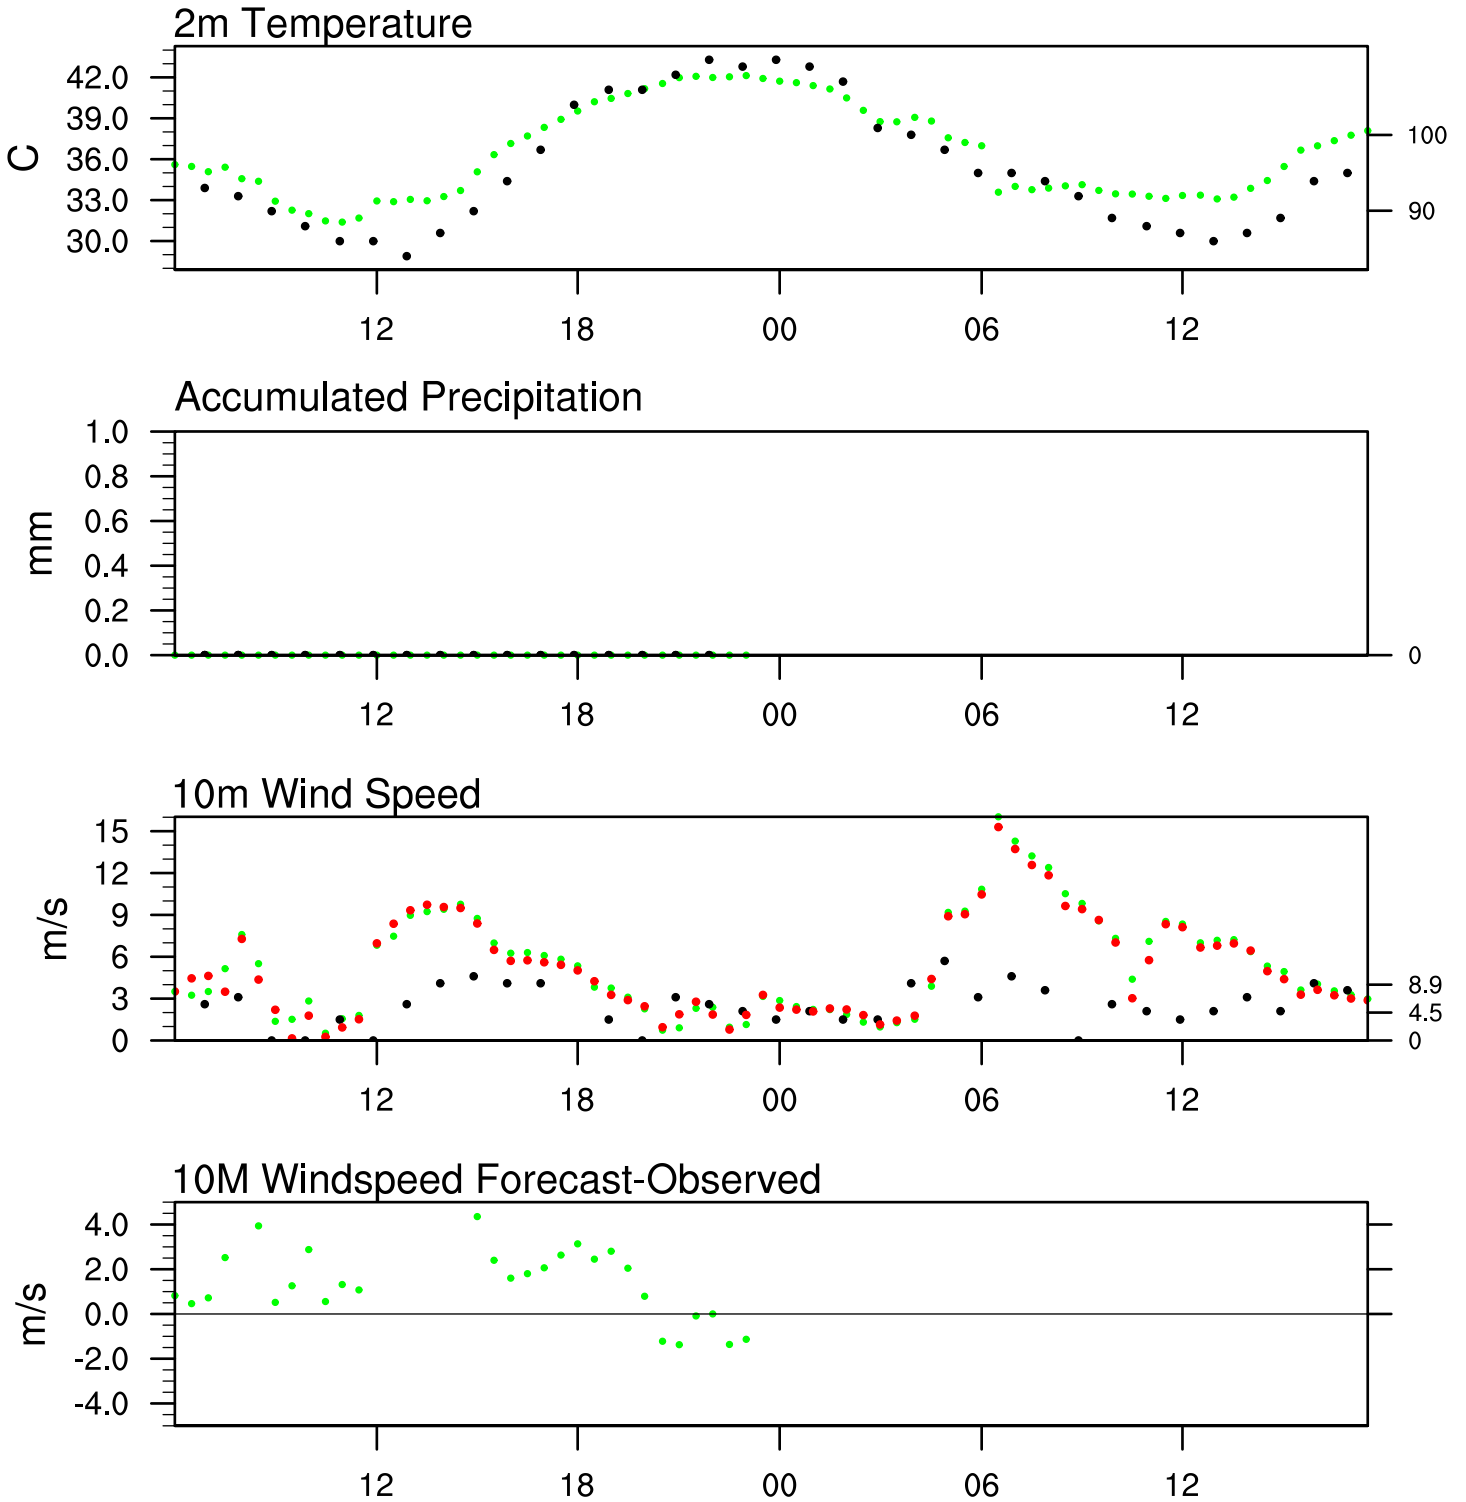 2m Temperature
C
42.0
39.0
36.0
33.0
30.0
100
90
12 18 00 06 12
Accumulated Precipitation
mm
1.0
0.8
0.6
0.4
0.2
0.0
0
12 18 00 06 12
10m Wind Speed
m/s
15
12
9
6
3
0
8.9
4.5
0
12 18 00 06 12
10M Windspeed Forecast-Observed
m/s
4.0
2.0
0.0
-2.0
-4.0
12 18 00 06 12